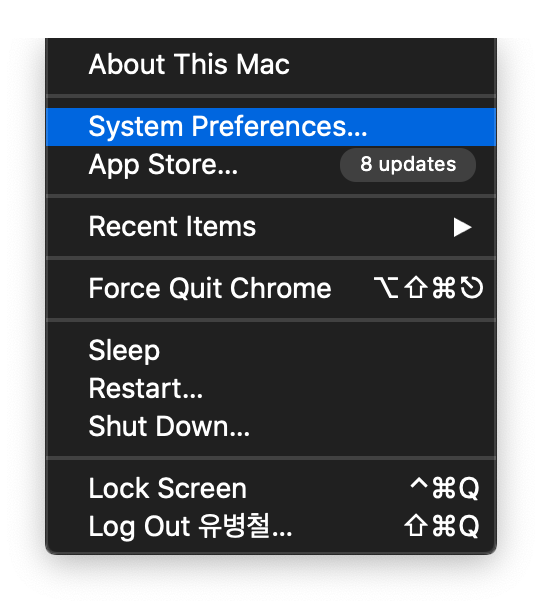 About This Mac
System Preferences...
App Store... 8 updates
Recent Items ▶
Force Quit Chrome ⌥⇧⌘⎋
Sleep
Restart...
Shut Down...
Lock Screen ^⌘Q
Log Out 유병철... ⇧⌘Q